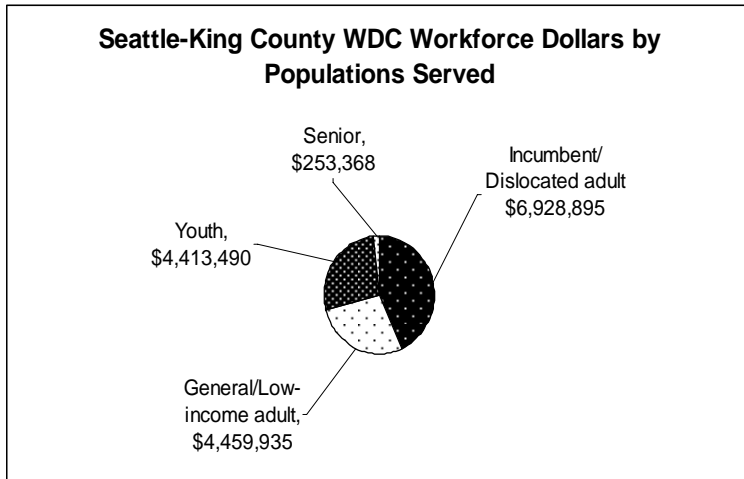 Seattle-King County WDC Workforce Dollars by
Populations Served
Senior,
$253,368
Incumbent/
Dislocated adult
$6,928,895
Youth,
$4,413,490
General/Low-
income adult,
$4,459,935